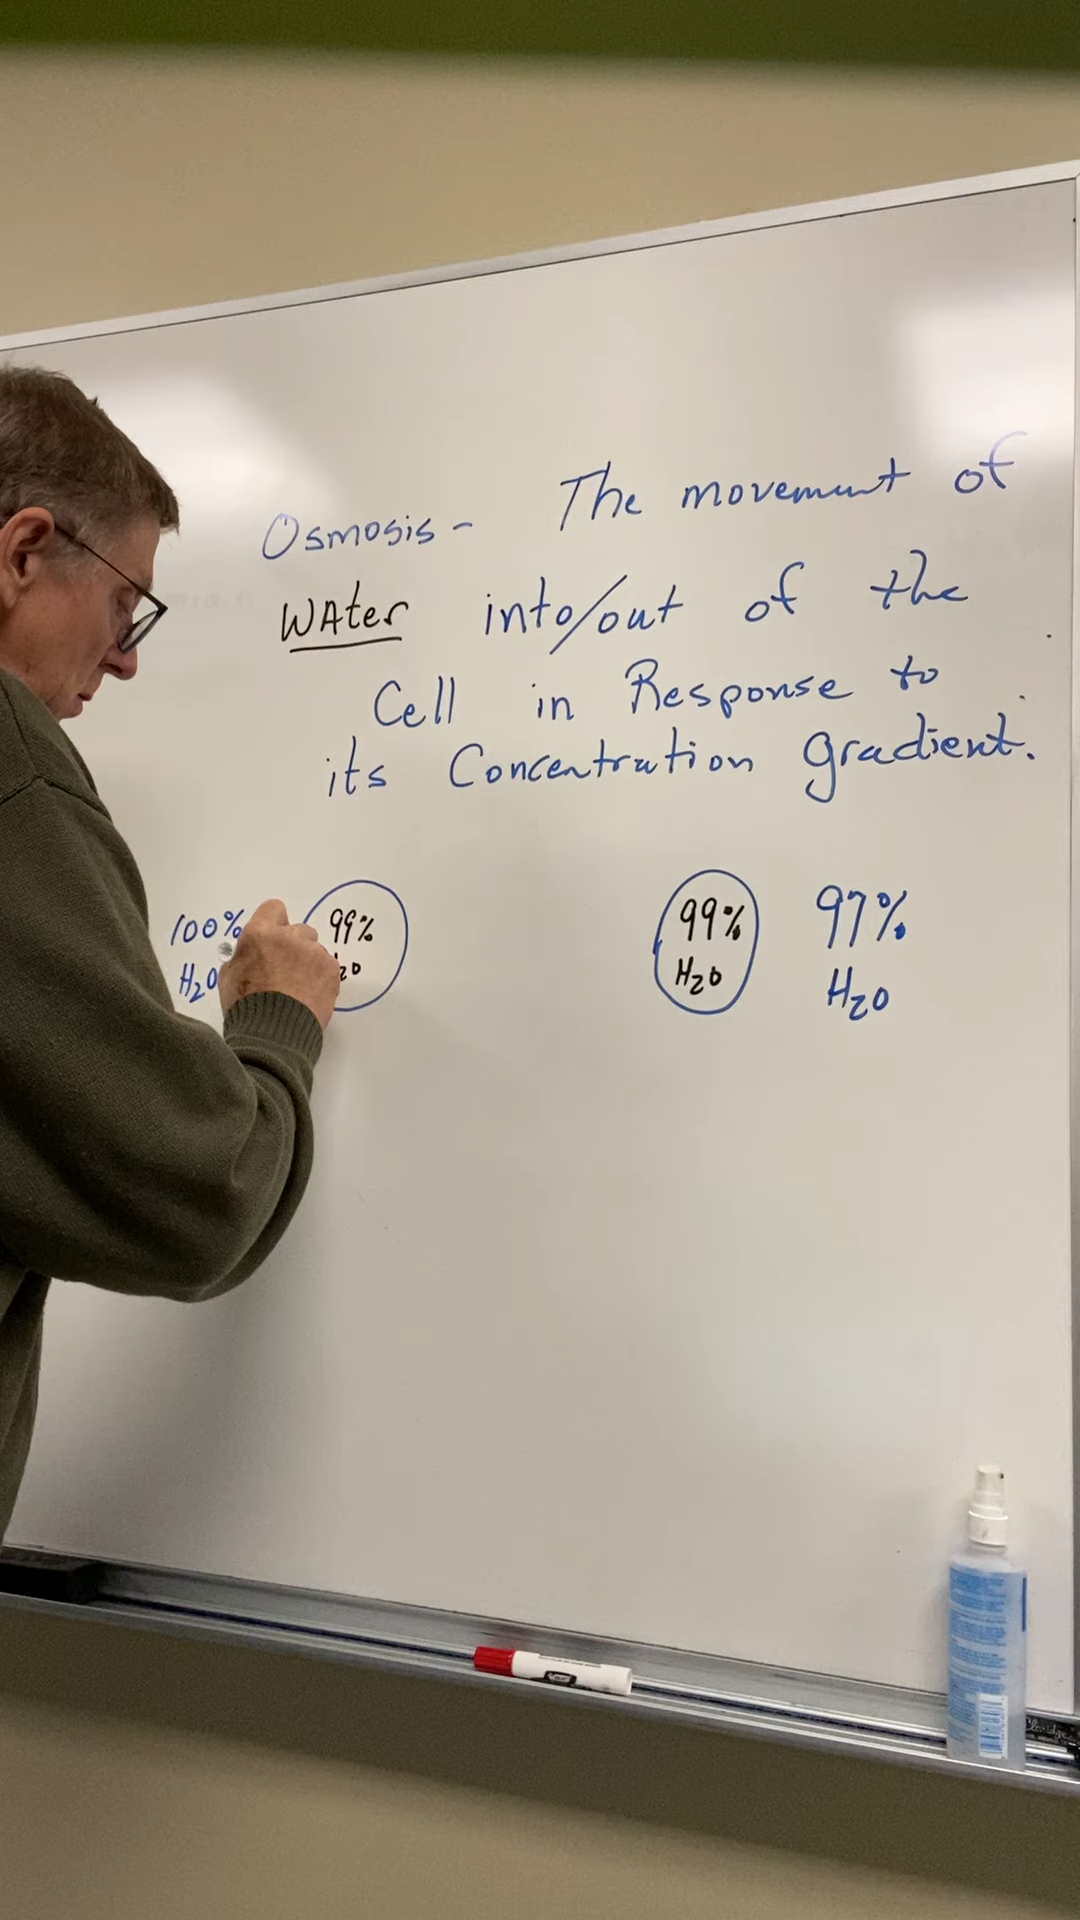 Osmosis - The movement of
WAter into/out of the
Cell in Response to
its Concentration gradient.
100% 99% 99% 97%
H2O H2O H2O
Claridge